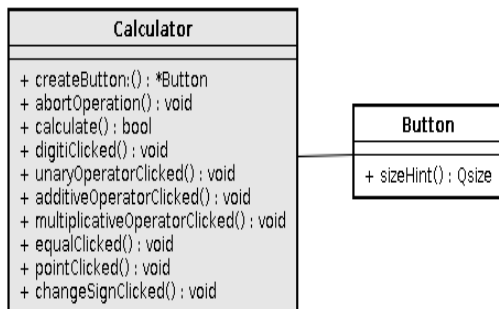 Calculator
+ createButton:() : *Button
+ abortOperation() : void
+ calculate() : bool
+ digitiClicked() : void
+ unaryOperatorClicked() : void
+ additiveOperatorClicked() : void
+ multiplicativeOperatorClicked() : void
+ equalClicked() : void
+ pointClicked() : void
+ changeSignClicked() : void
Button
+ sizeHint() : Qsize